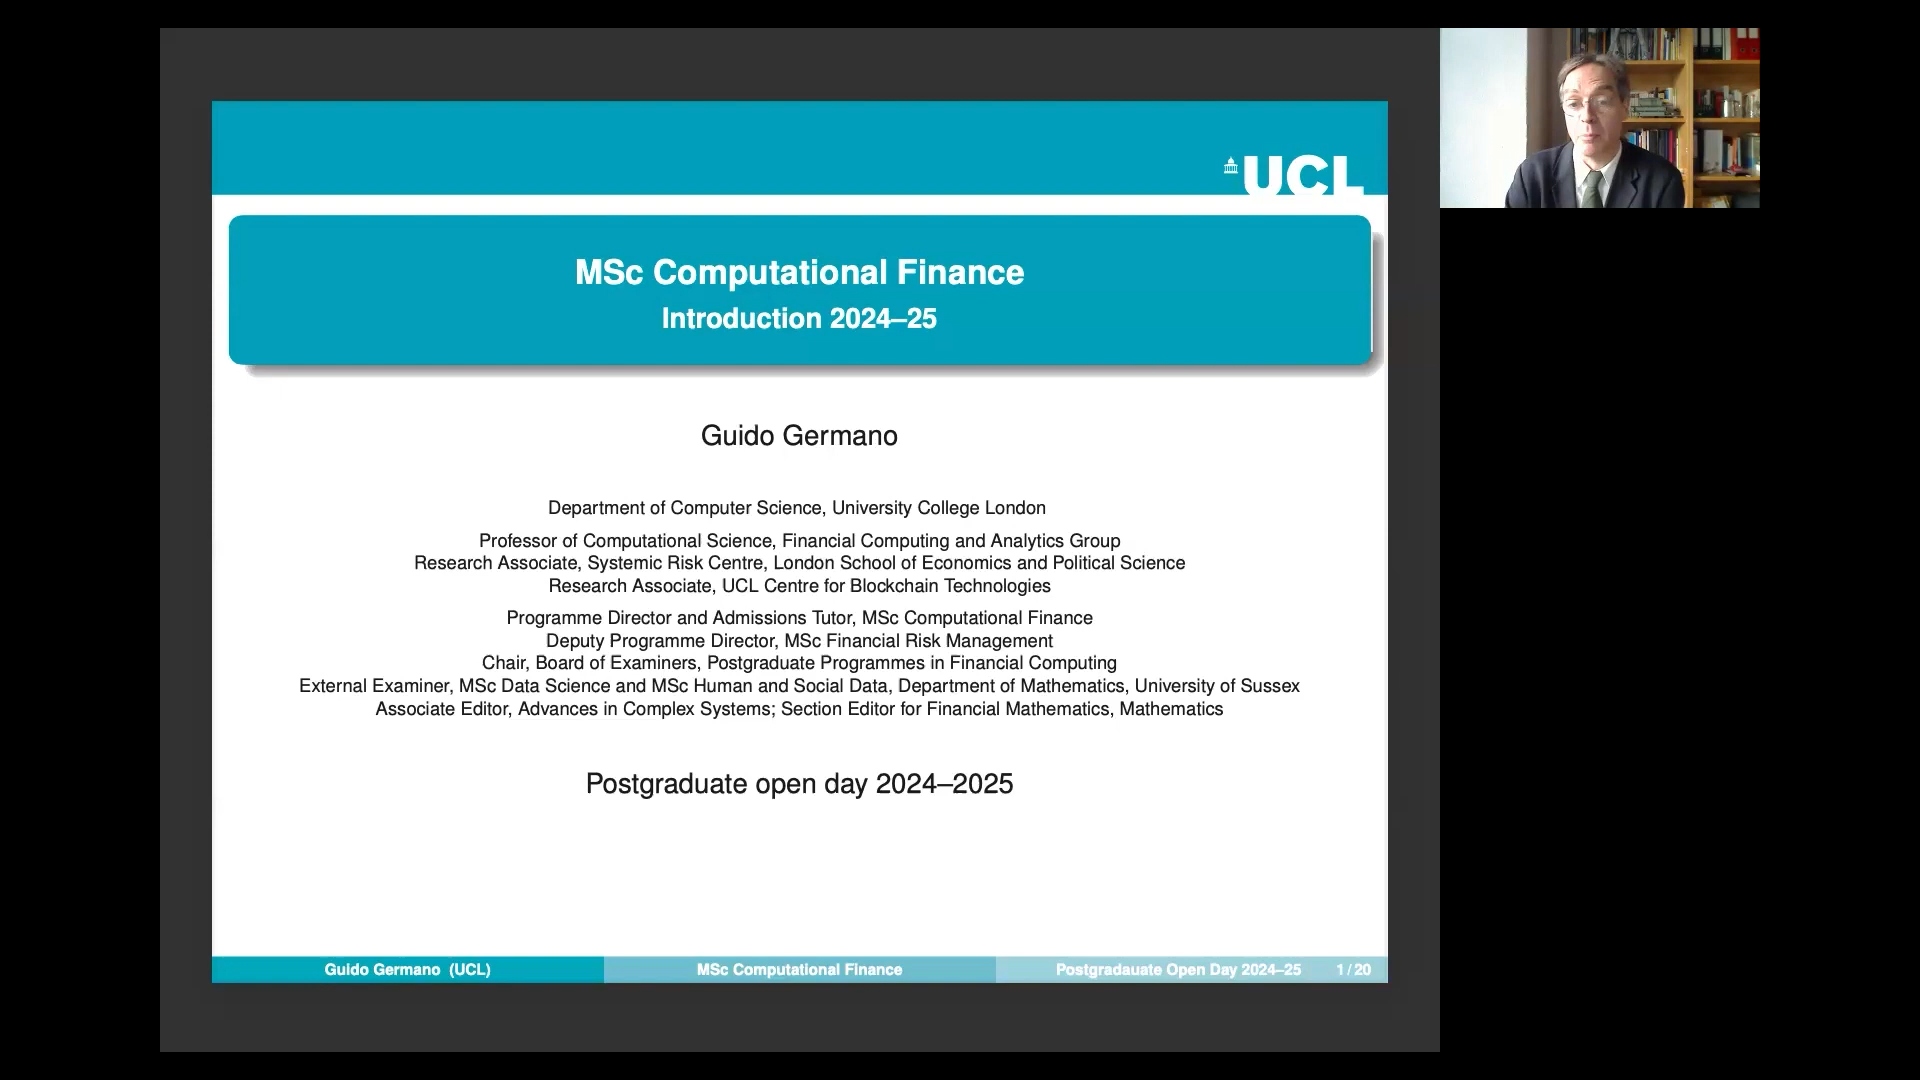 UCL
MSc Computational Finance
Introduction 2024–25
Guido Germano
Department of Computer Science, University College London
Professor of Computational Science, Financial Computing and Analytics Group
Research Associate, Systemic Risk Centre, London School of Economics and Political Science
Research Associate, UCL Centre for Blockchain Technologies
Programme Director and Admissions Tutor, MSc Computational Finance
Deputy Programme Director, MSc Financial Risk Management
Chair, Board of Examiners, Postgraduate Programmes in Financial Computing
External Examiner, MSc Data Science and MSc Human and Social Data, Department of Mathematics, University of Sussex
Associate Editor, Advances in Complex Systems; Section Editor for Financial Mathematics, Mathematics
Postgraduate open day 2024–2025
Guido Germano (UCL) MSc Computational Finance Postgradauate Open Day 2024–25 1 / 20